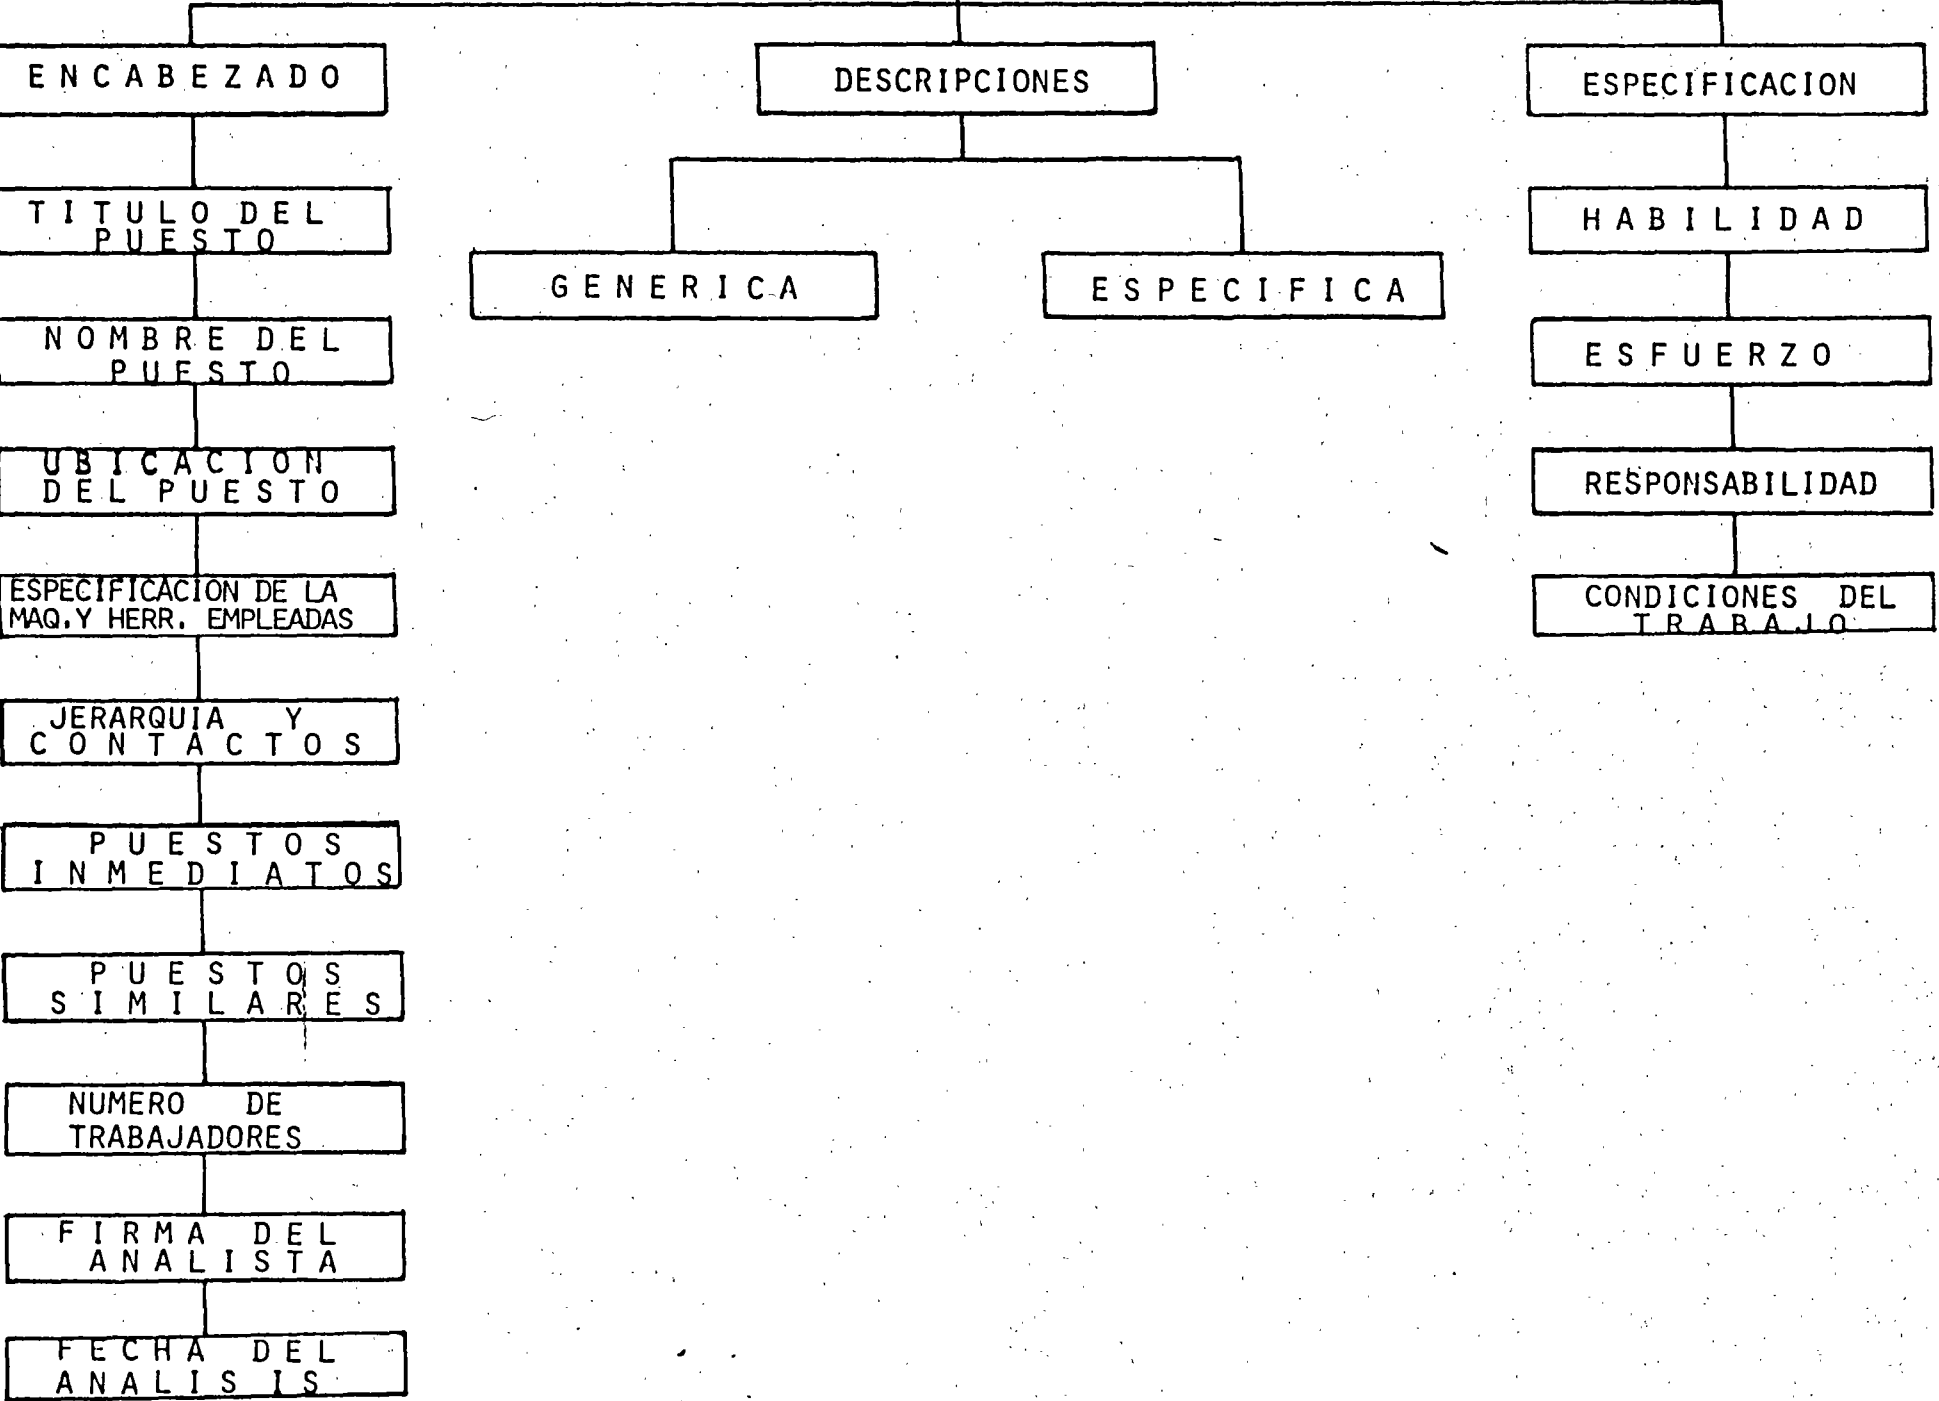 ENCABEZADO
TITULO DEL
PUESTO
NOMBRE DEL
PUESTO
UBICACION
DEL PUESTO
ESPECIFICACION DE LA
MAQ. Y HERR. EMPLEADAS
JERARQUIA Y
CONTACTOS
PUESTOS
INMEDIATOS
PUESTOS
SIMILARES
NUMERO DE
TRABAJADORES
FIRMA DEL
ANALISTA
FECHA DEL
ANALISIS
DESCRIPCIONES
GENERICA
ESPECIFICA
ESPECIFICACION
HABILIDAD
ESFUERZO
RESPONSABILIDAD
CONDICIONES DEL
TRABAJO